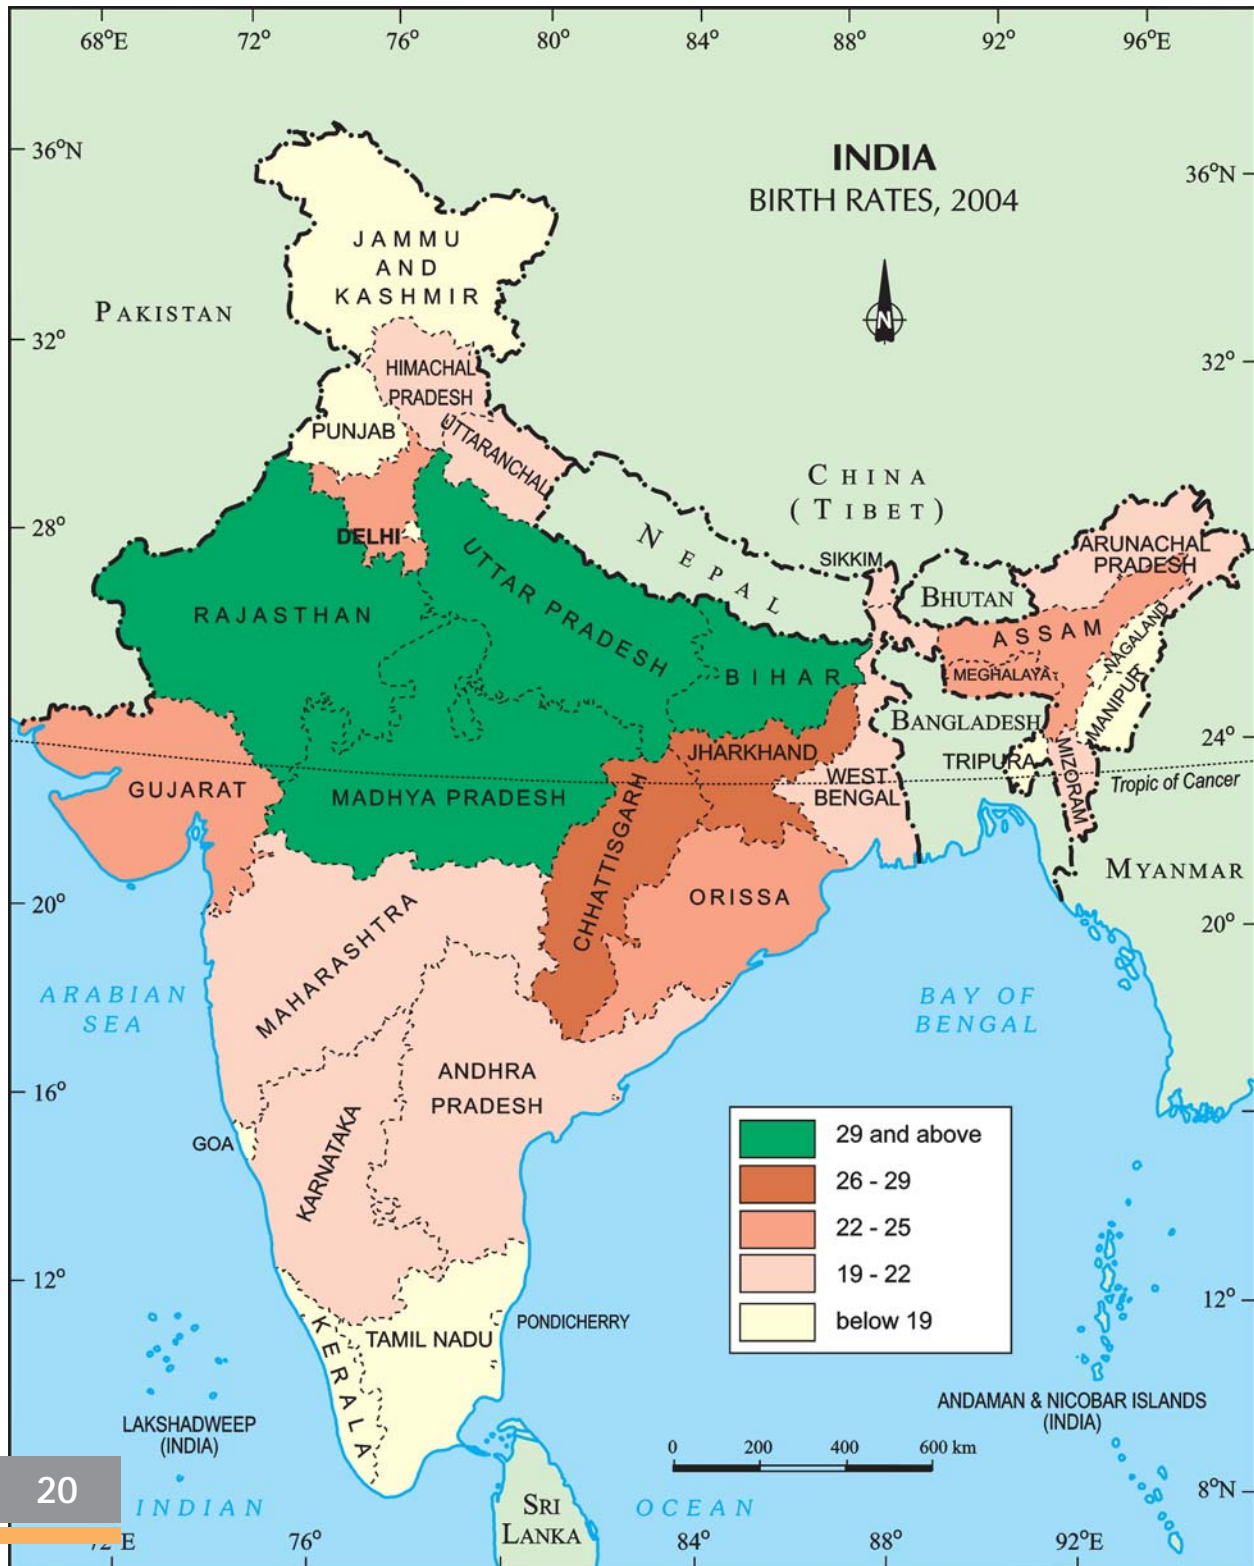 68°E 72° 76° 80° 84° 88° 92° 96°E
INDIA
BIRTH RATES, 2004
36°N
36°N
N
JAMMU
AND
KASHMIR
PAKISTAN
32°
32°
HIMACHAL
PRADESH
PUNJAB
UTTARANCHAL
CHINA
(TIBET)
28°
DELHI
NEPAL
SIKKIM
BHUTAN
ARUNACHAL
PRADESH
RAJASTHAN
UTTAR PRADESH
BIHAR
ASSAM
NAGALAND
MEGHALAYA
MANIPUR
BANGLADESH
24°
GUJARAT
MADHYA PRADESH
JHARKHAND
WEST
BENGAL
TRIPURA
MIZORAM
Tropic of Cancer
CHHATTISGARH
MYANMAR
20°
20°
ORISSA
MAHARASHTRA
ARABIAN
SEA
BAY OF
BENGAL
ANDHRA
PRADESH
16°
GOA
KARNATAKA
29 and above
26 - 29
22 - 25
19 - 22
below 19
12°
12°
KERALA
TAMIL NADU
PONDICHERRY
LAKSHADWEEP
(INDIA)
ANDAMAN & NICOBAR ISLANDS
(INDIA)
0 200 400 600 km
20
8°N
INDIAN
OCEAN
SRI
LANKA
72°E 76° 84° 88° 92°E